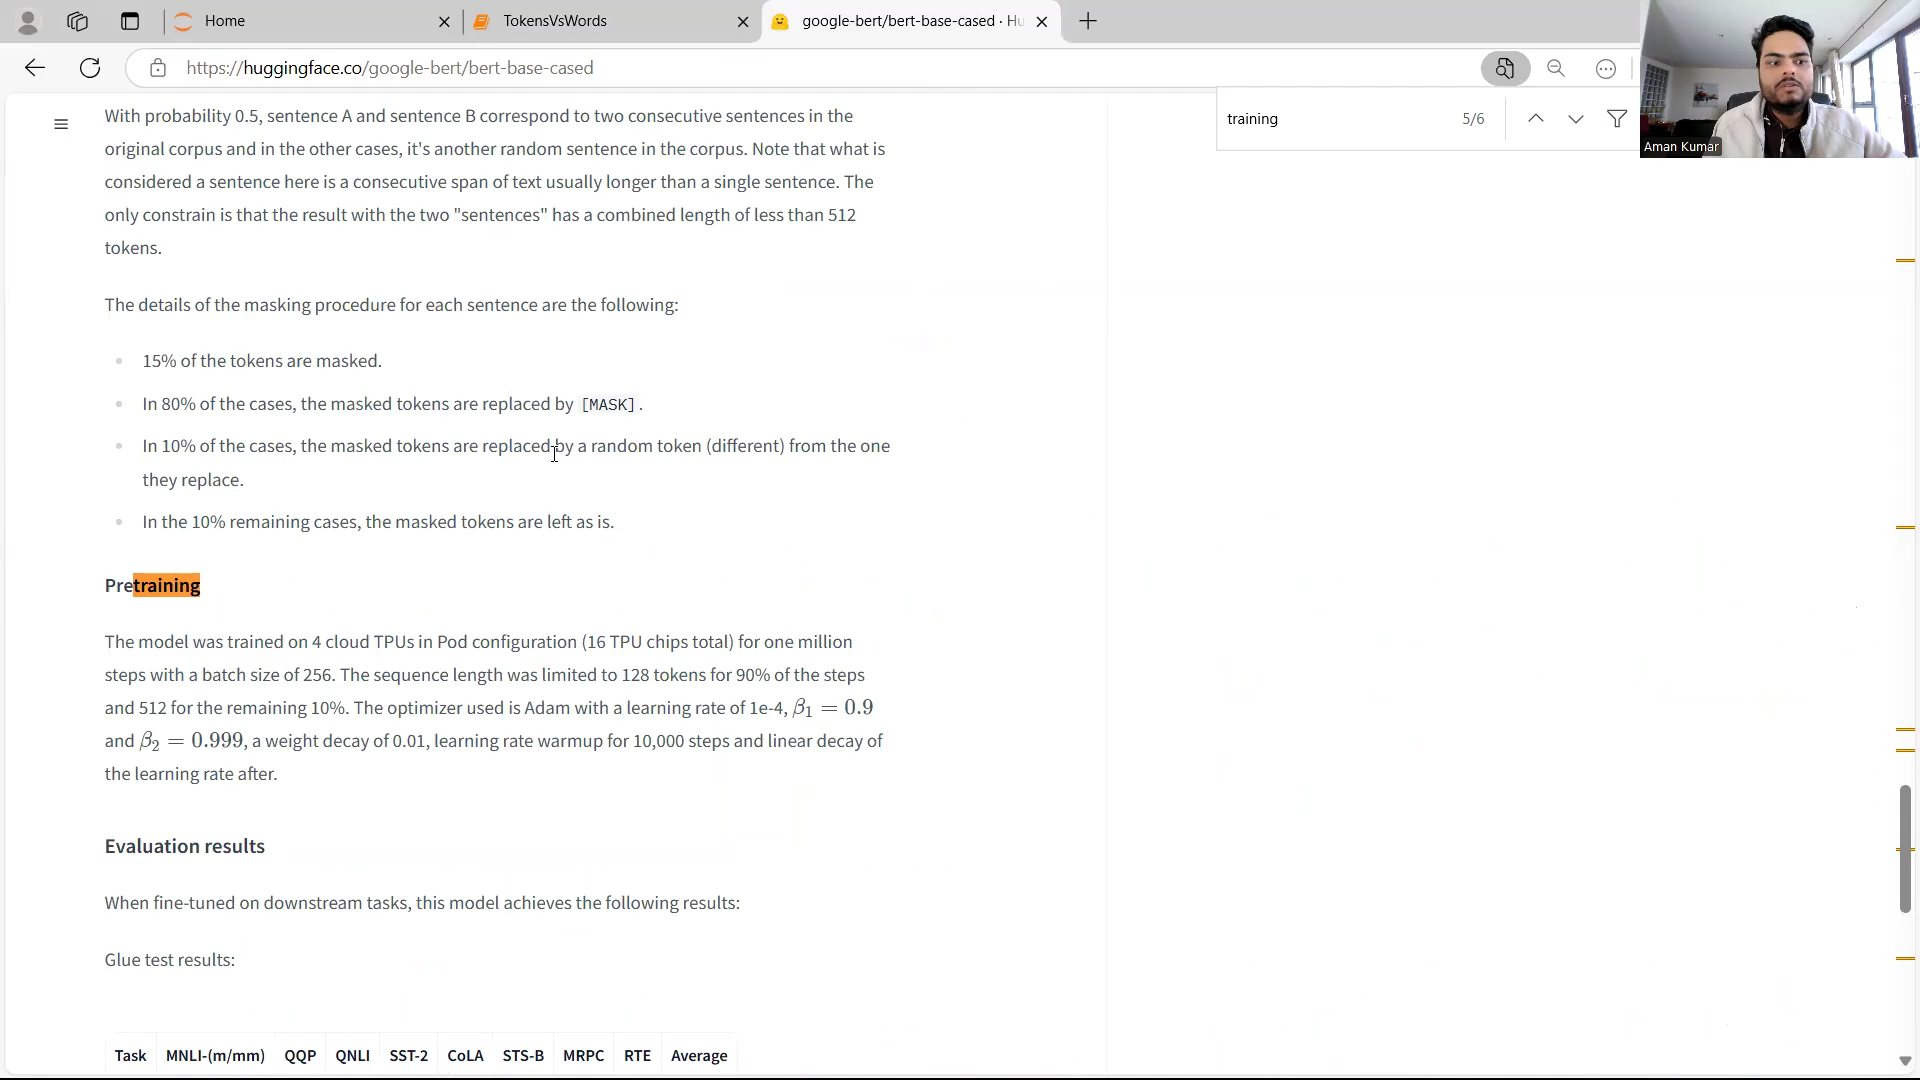 Home
TokensVsWords
google-bert/bert-base-cased · Hu
https://huggingface.co/google-bert/bert-base-cased
training
5/6
Aman Kumar
With probability 0.5, sentence A and sentence B correspond to two consecutive sentences in the
original corpus and in the other cases, it's another random sentence in the corpus. Note that what is
considered a sentence here is a consecutive span of text usually longer than a single sentence. The
only constrain is that the result with the two "sentences" has a combined length of less than 512
tokens.
The details of the masking procedure for each sentence are the following:
15% of the tokens are masked.
In 80% of the cases, the masked tokens are replaced by [MASK].
In 10% of the cases, the masked tokens are replaced by a random token (different) from the one
they replace.
In the 10% remaining cases, the masked tokens are left as is.
Pretraining
The model was trained on 4 cloud TPUs in Pod configuration (16 TPU chips total) for one million
steps with a batch size of 256. The sequence length was limited to 128 tokens for 90% of the steps
and 512 for the remaining 10%. The optimizer used is Adam with a learning rate of 1e-4, β₁ = 0.9
and β₂ = 0.999, a weight decay of 0.01, learning rate warmup for 10,000 steps and linear decay of
the learning rate after.
Evaluation results
When fine-tuned on downstream tasks, this model achieves the following results:
Glue test results:
Task MNLI-(m/mm) QQP QNLI SST-2 CoLA STS-B MRPC RTE Average